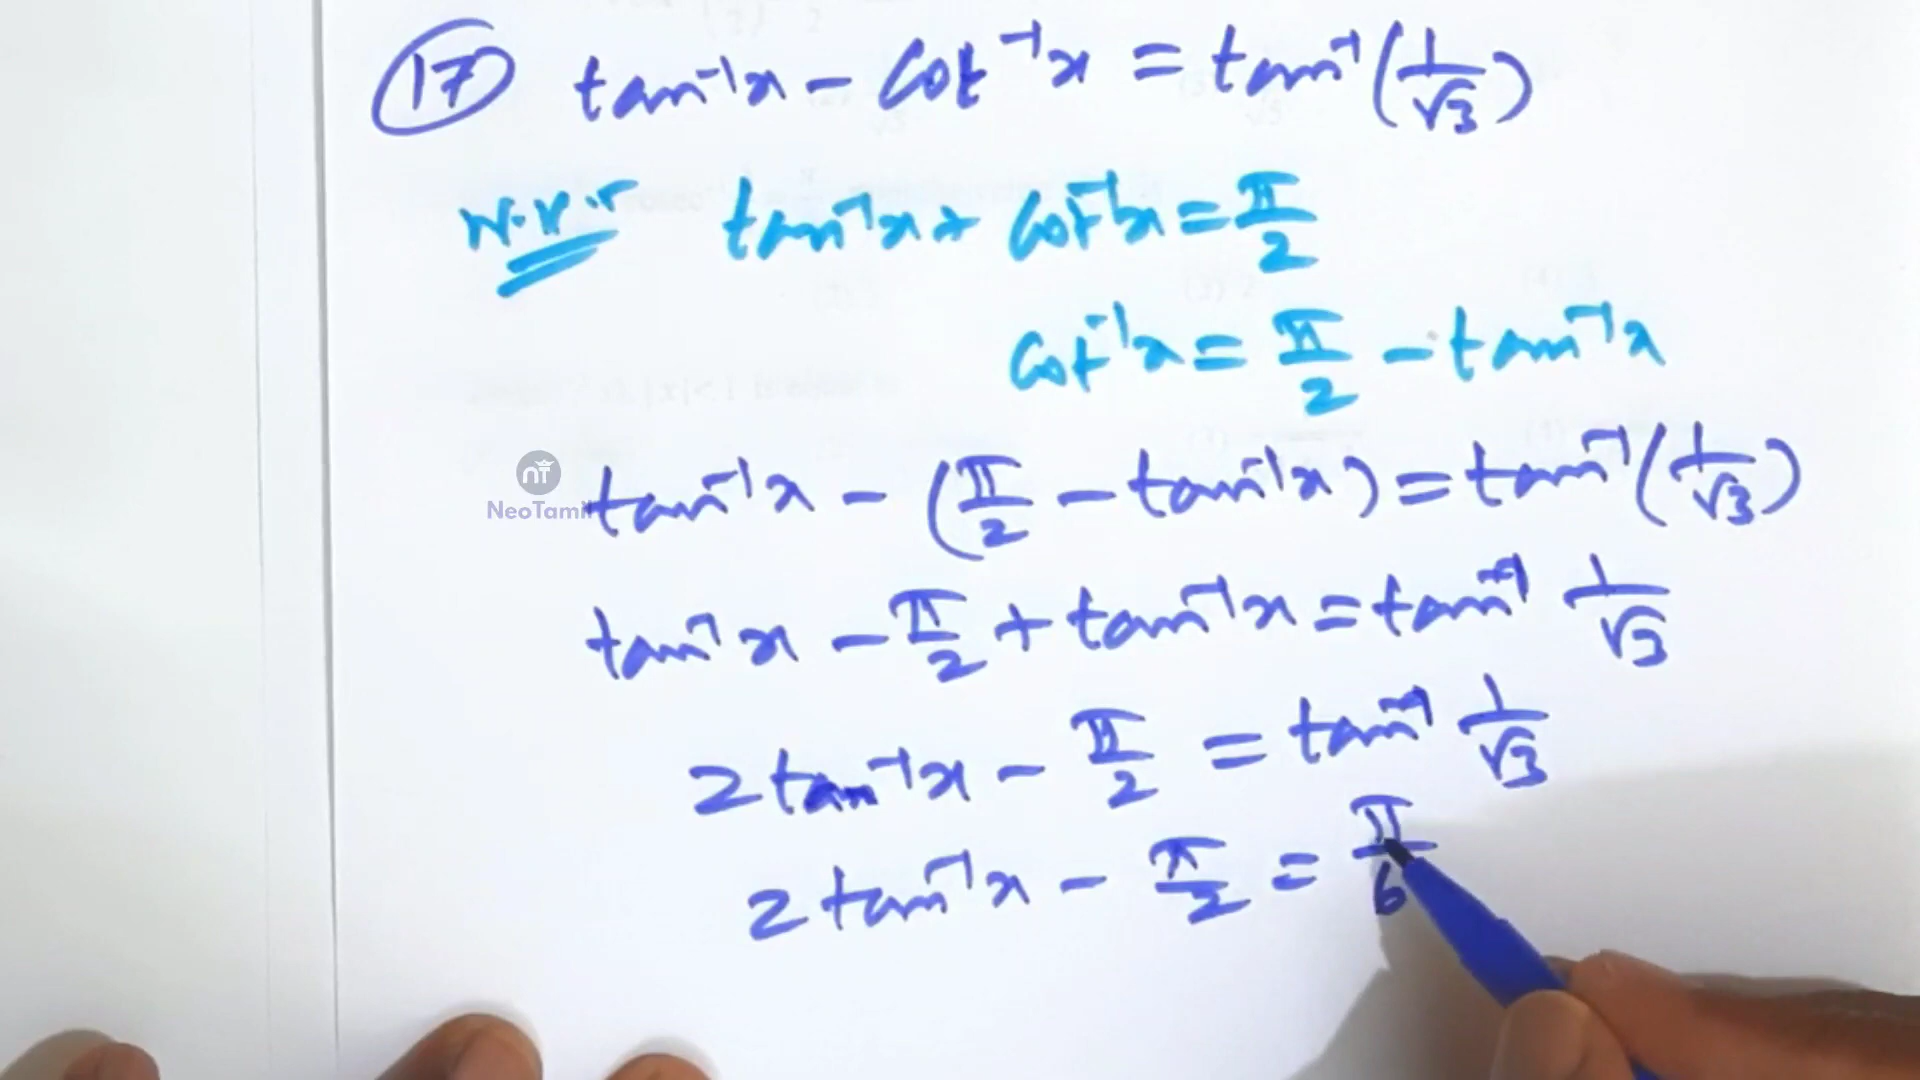 17 tan⁻¹x - cot⁻¹x = tan⁻¹(1/√3)
W.K.T tan⁻¹x + cot⁻¹x = π/2
cot⁻¹x = π/2 - tan⁻¹x
tan⁻¹x - (π/2 - tan⁻¹x) = tan⁻¹(1/√3)
NeoTamil
tan⁻¹x - π/2 + tan⁻¹x = tan⁻¹ 1/√3
2tan⁻¹x - π/2 = tan⁻¹ 1/√3
2tan⁻¹x - π/2 = π/6